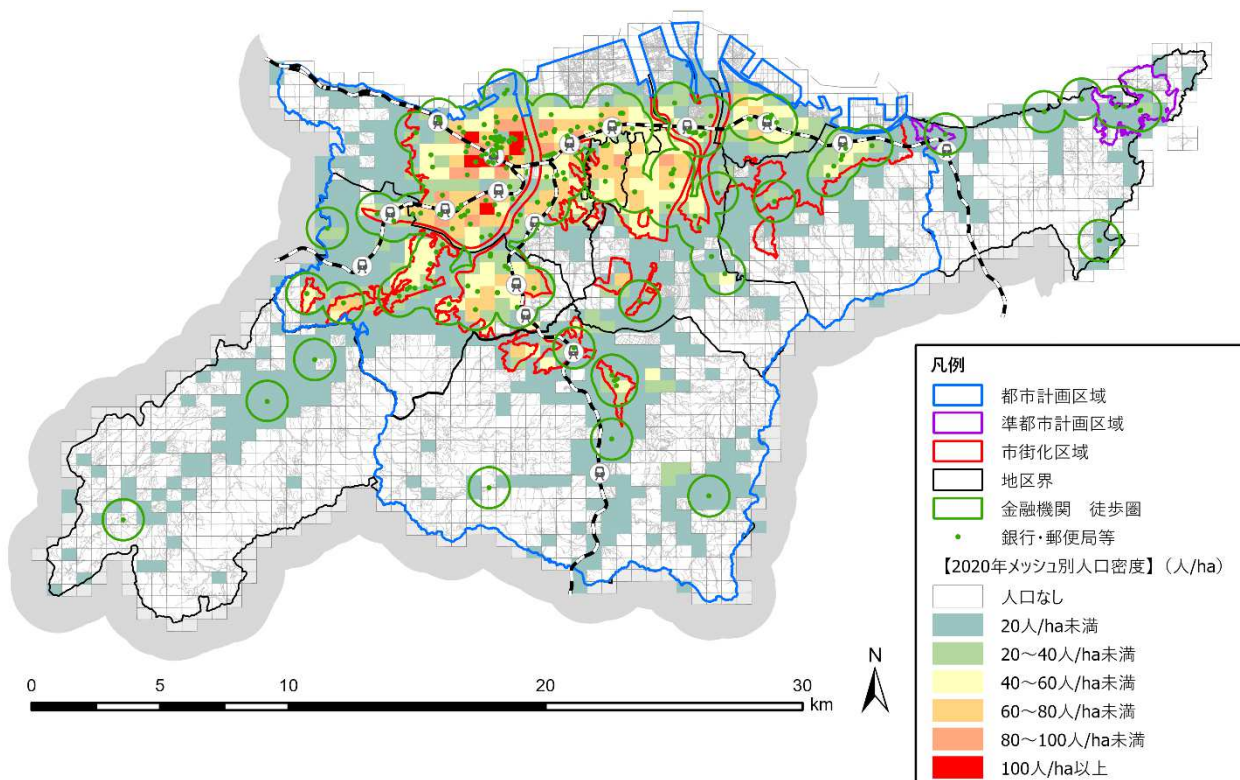 凡例
都市計画区域
準都市計画区域
市街化区域
地区界
金融機関　徒歩圏
銀行・郵便局等
【2020年メッシュ別人口密度】（人/ha）
人口なし
20人/ha未満
20～40人/ha未満
40～60人/ha未満
60～80人/ha未満
80～100人/ha未満
100人/ha以上
N
0 5 10 20 30
km